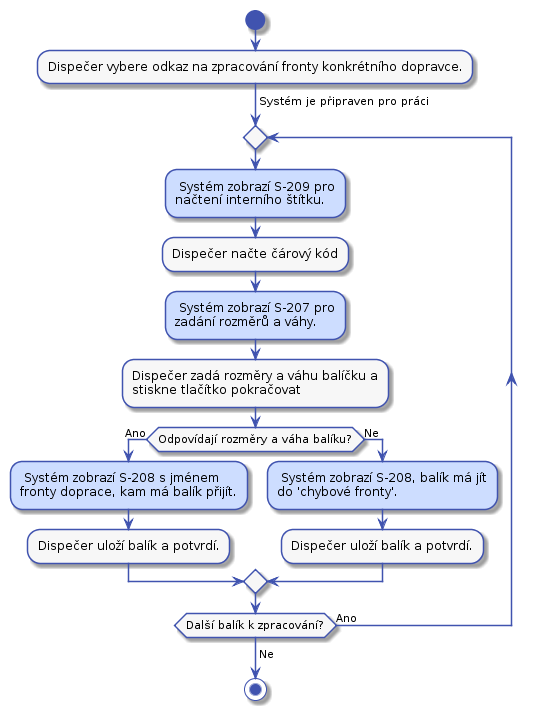 Dispečer vybere odkaz na zpracování fronty konkrétního dopravce.
Systém je připraven pro práci
Systém zobrazí S-209 pro
načtení interního štítku.
Dispečer načte čárový kód
Systém zobrazí S-207 pro
zadání rozměrů a váhy.
Dispečer zadá rozměry a váhu balíčku a
stiskne tlačítko pokračovat
Odpovídají rozměry a váha balíku?
Ano
Ne
Systém zobrazí S-208 s jménem
fronty doprace, kam má balík přijít.
Dispečer uloží balík a potvrdí.
Systém zobrazí S-208, balík má jít
do 'chybové fronty'.
Dispečer uloží balík a potvrdí.
Další balík k zpracování?
Ano
Ne